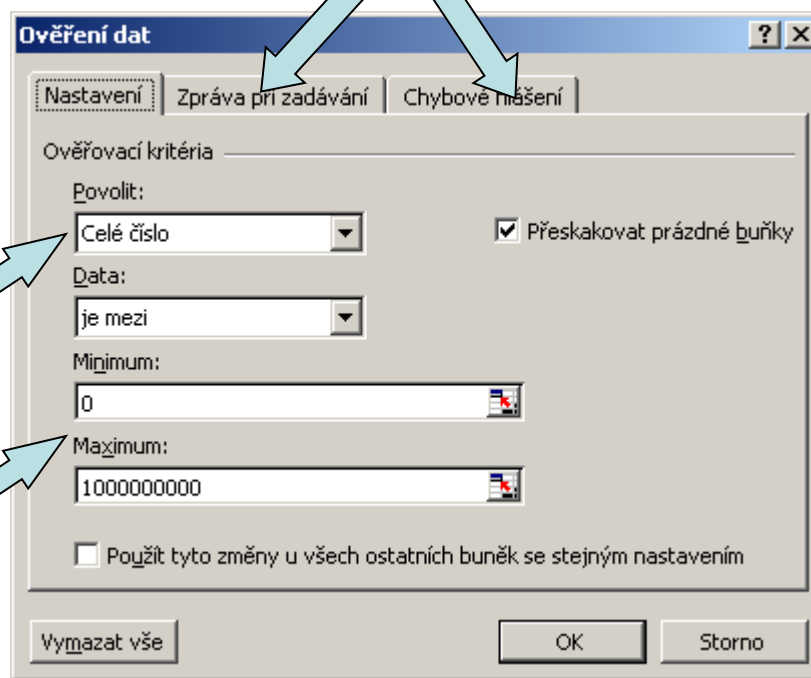 Ověření dat
Nastavení Zpráva při zadávání Chybové hlášení
Ověřovací kritéria
Povolit:
Celé číslo Přeskakovat prázdné buňky
Data:
je mezi
Minimum:
0
Maximum:
1000000000
Použít tyto změny u všech ostatních buněk se stejným nastavením
Vymazat vše OK Storno